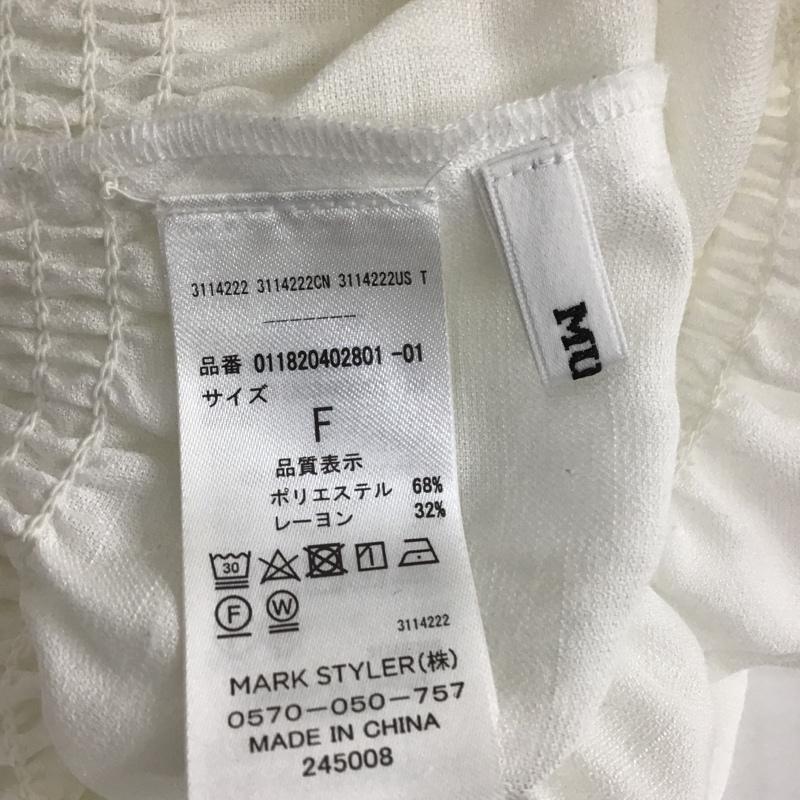 3114222 3114222CN 3114222US T
品番 011820402801 -01
サイズ
F
品質表示
ポリエステル 68%
レーヨン 32%
30
F W
3114222
MARK STYLER(株)
0570-050-757
MADE IN CHINA
245008
MU